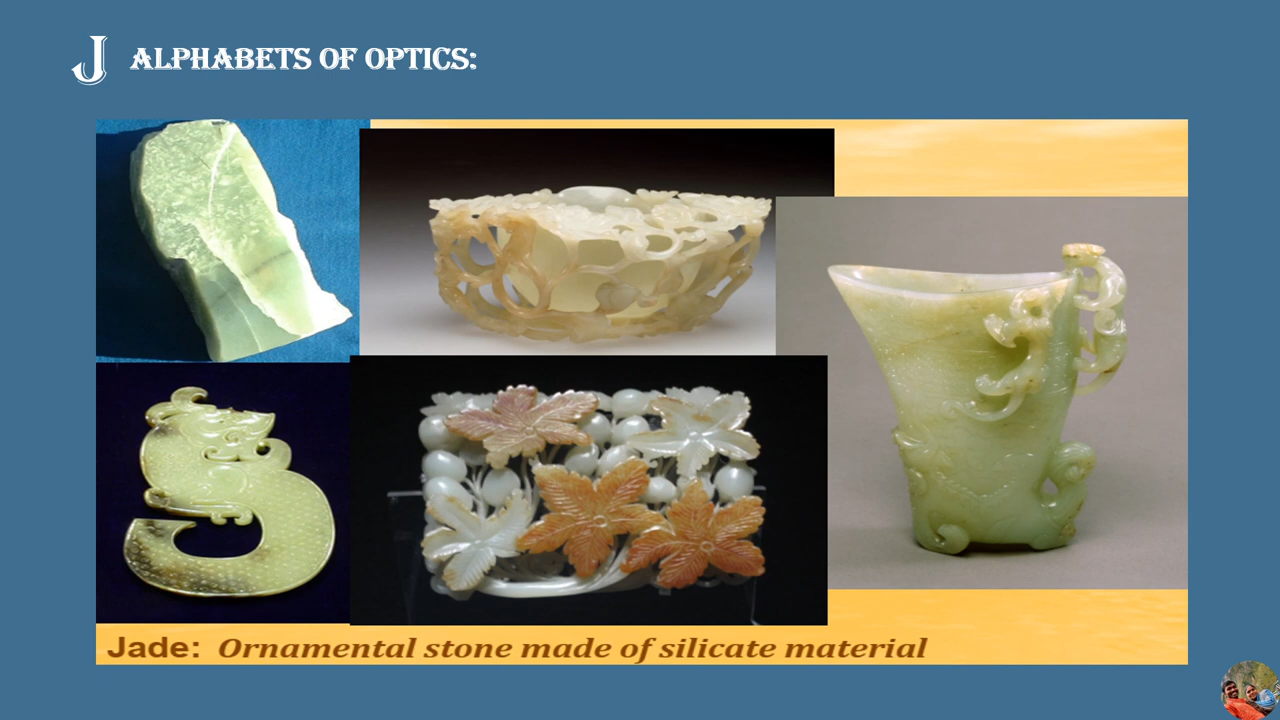 J ALPHABETS OF OPTICS:
Jade: Ornamental stone made of silicate material